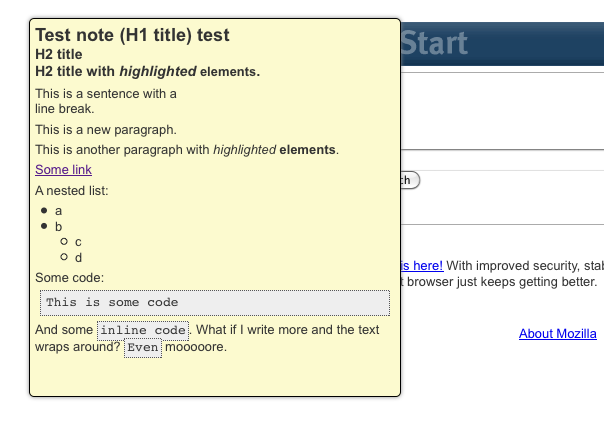 Test note (H1 title) test
H2 title
H2 title with highlighted elements.
This is a sentence with a
line break.
This is a new paragraph.
This is another paragraph with highlighted elements.
Some link
A nested list:
a
b
c
d
Some code:
This is some code
And some inline code. What if I write more and the text
wraps around? Even mooooore.
Start
ch
is here! With improved security, stab
t browser just keeps getting better.
About Mozilla